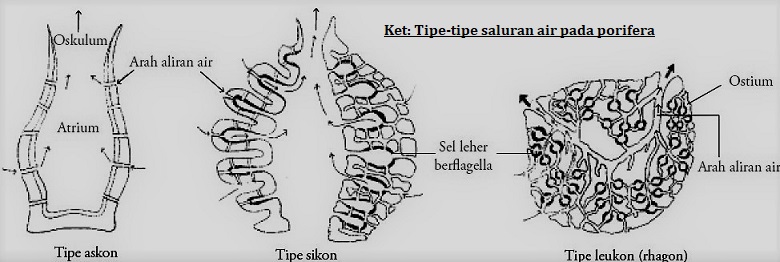 Ket: Tipe-tipe saluran air pada porifera
Oskulum
Arah aliran air
Atrium
Tipe askon
Tipe sikon
Sel leher
berflagella
Ostium
Arah aliran air
Tipe leukon (rhagon)